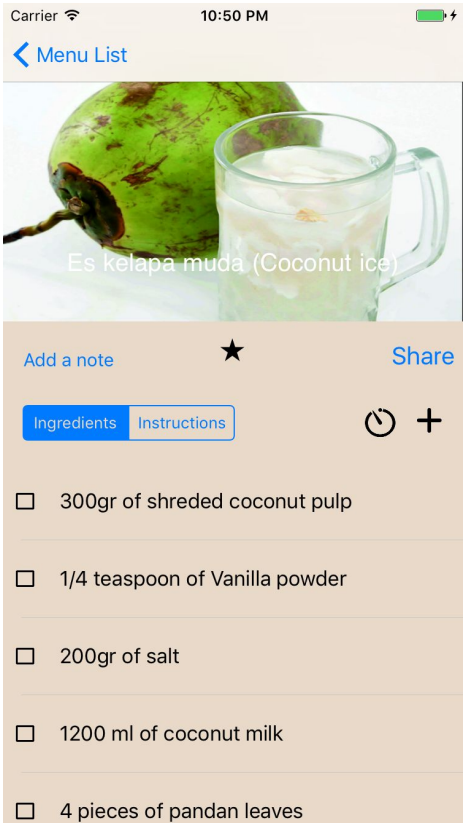 Carrier 10:50 PM
Menu List
Es kelapa muda (Coconut ice)
Add a note Share
Ingredients Instructions
300gr of shreded coconut pulp
1/4 teaspoon of Vanilla powder
200gr of salt
1200 ml of coconut milk
4 pieces of pandan leaves